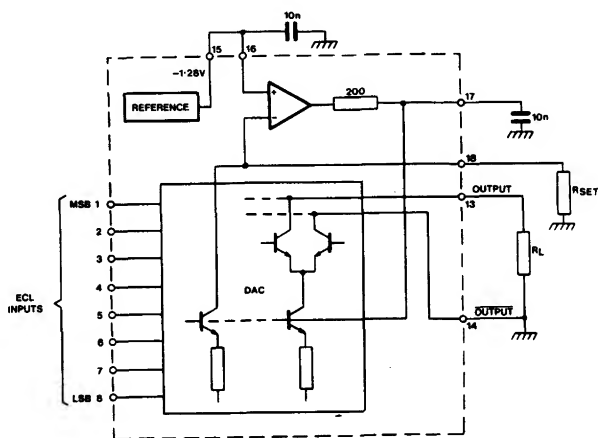 10n
15
16
-1·28V
REFERENCE
200
17
10n
18
RSET
OUTPUT
13
MSB 1
2
3
4
5
6
7
LSB 8
ECL
INPUTS
DAC
RL
OUTPUT
14